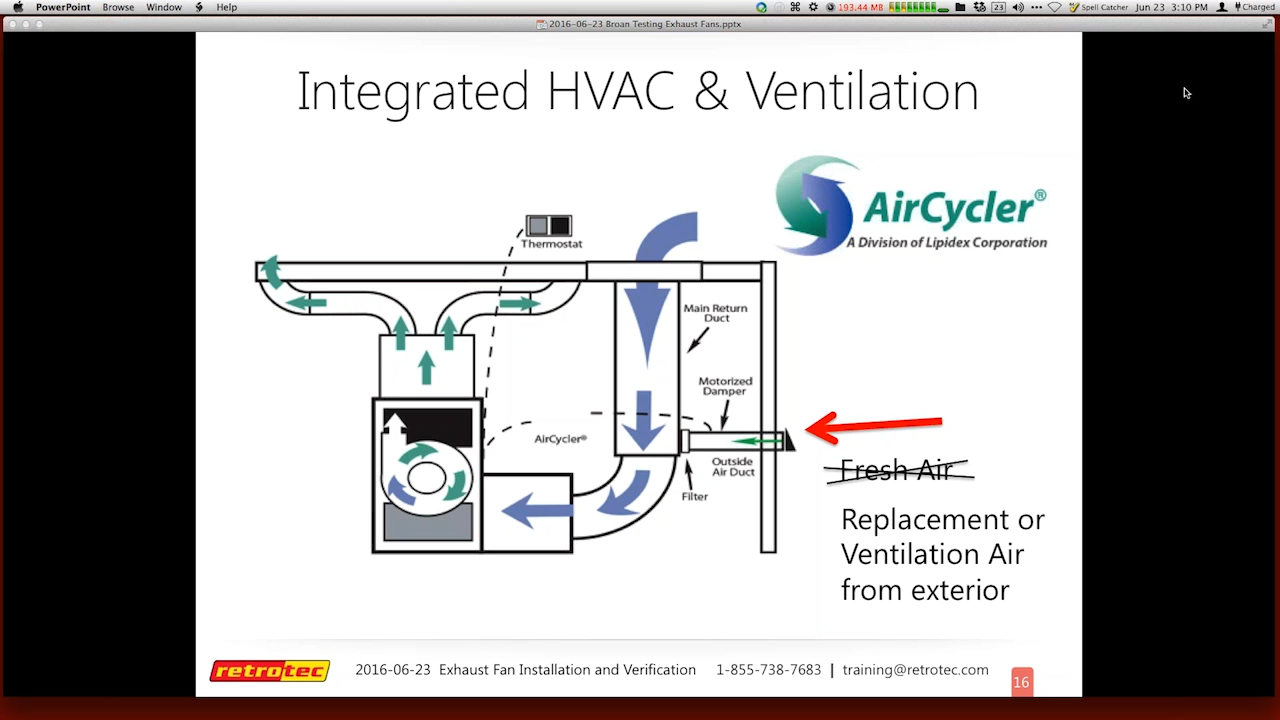 PowerPoint Browse Window Help 193.44 MB 23 Spell Catcher Jun 23 3:10 PM Charged
2016-06-23 Broan Testing Exhaust Fans.pptx
Integrated HVAC & Ventilation
AirCycler®
A Division of Lipidex Corporation
Thermostat
Main Return
Duct
Motorized
Damper
AirCycler®
Outside
Air Duct
Filter
Fresh Air
Replacement or
Ventilation Air
from exterior
retrotec 2016-06-23 Exhaust Fan Installation and Verification 1-855-738-7683 | training@retrotec.com 16